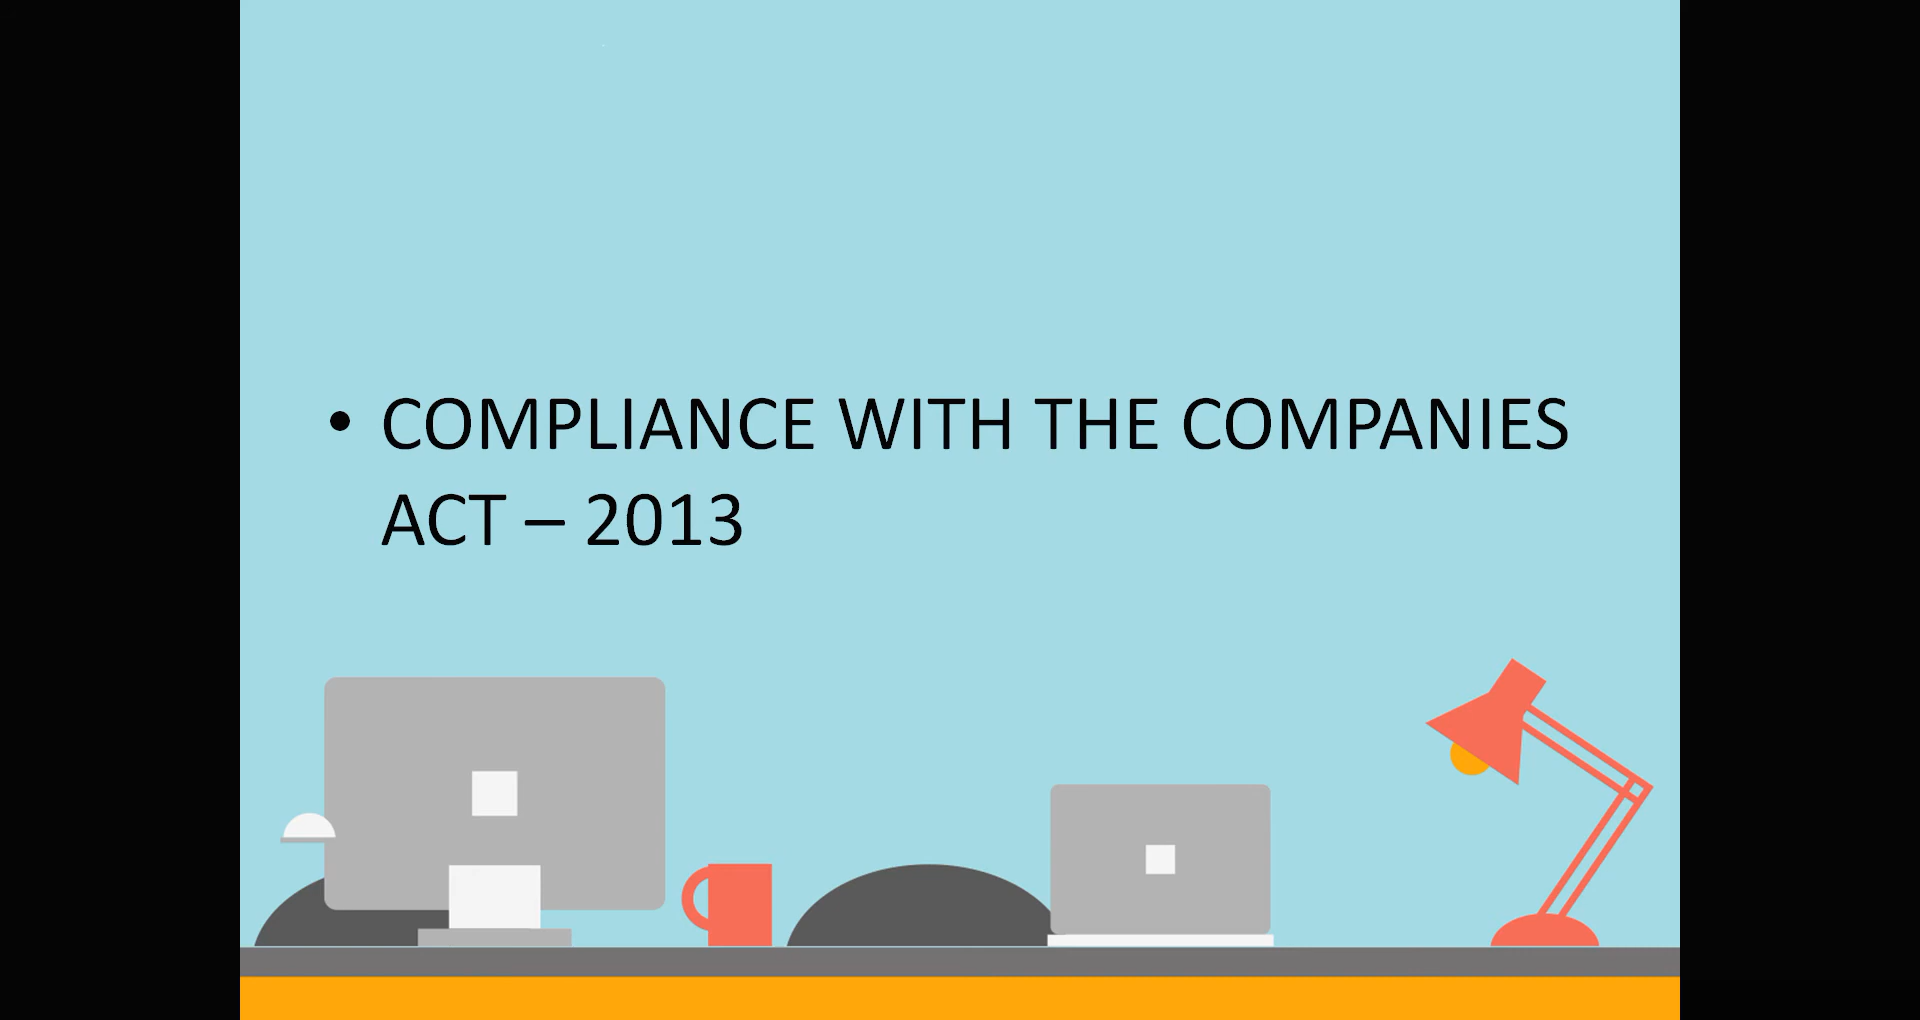 • COMPLIANCE WITH THE COMPANIES
ACT – 2013